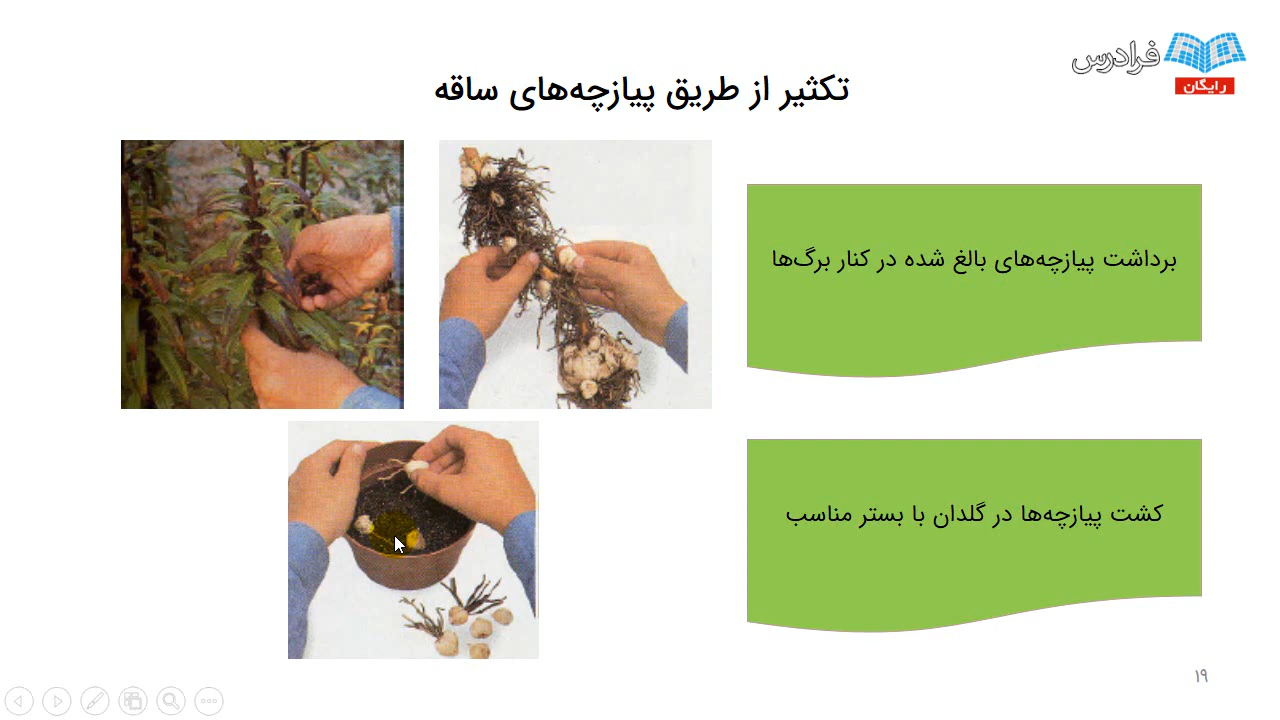 فرادرس
رایگان
تکثیر از طریق پیازچه‌های ساقه
برداشت پیازچه‌های بالغ شده در کنار برگ‌ها
کشت پیازچه‌ها در گلدان با بستر مناسب
۱۹